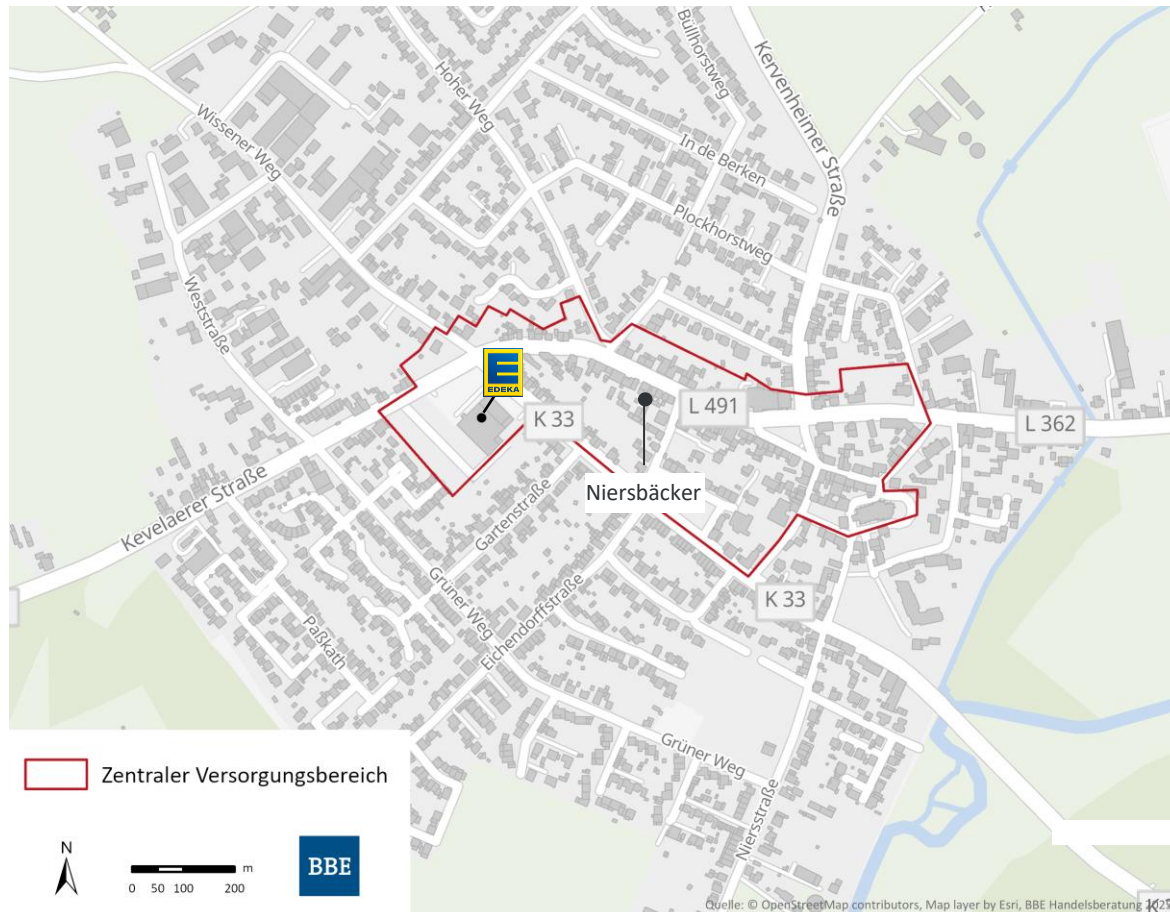 Büllhorstweg
Kervenheimer Straße
Hoher Weg
Wissener Weg
In de Berken
Plockhorstweg
Weststraße
E
EDEKA
L 491
K 33
L 362
Niersbäcker
Kevelaerer Straße
Gartenstraße
Grüner Weg
Eichendorffstraße
K 33
Paßkath
Grüner Weg
Niersstraße
Zentraler Versorgungsbereich
N
m
0 50 100 200
BBE
Quelle: © OpenStreetMap contributors, Map layer by Esri, BBE Handelsberatung